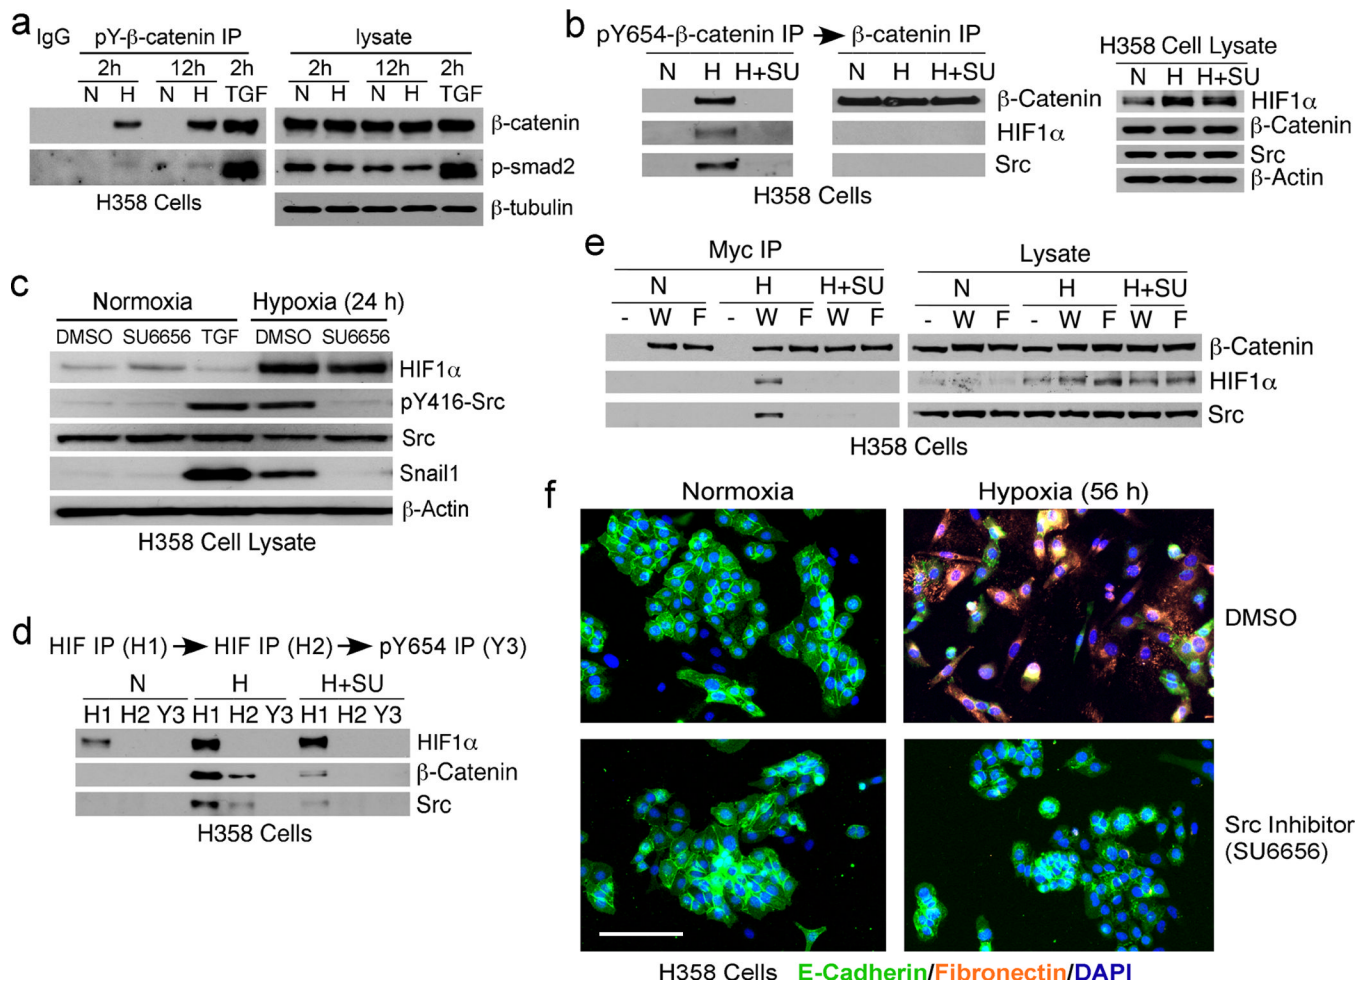 a
IgG pY-β-catenin IP lysate
2h 12h 2h 2h 12h 2h
N H N H TGF N H N H TGF
β-catenin
p-smad2
β-tubulin
H358 Cells
b
pY654-β-catenin IP β-catenin IP
N H H+SU N H H+SU
β-Catenin
HIF1α
Src
H358 Cells
H358 Cell Lysate
N H H+SU
HIF1α
β-Catenin
Src
β-Actin
c
Normoxia Hypoxia (24 h)
DMSO SU6656 TGF DMSO SU6656
HIF1α
pY416-Src
Src
Snail1
β-Actin
H358 Cell Lysate
d
HIF IP (H1) HIF IP (H2) pY654 IP (Y3)
N H H+SU
H1 H2 Y3 H1 H2 Y3 H1 H2 Y3
HIF1α
β-Catenin
Src
H358 Cells
e
Myc IP Lysate
N H H+SU N H H+SU
- W F - W F W F - W F - W F W F
β-Catenin
HIF1α
Src
H358 Cells
f
Normoxia Hypoxia (56 h)
DMSO
Src Inhibitor
(SU6656)
H358 Cells E-Cadherin/Fibronectin/DAPI